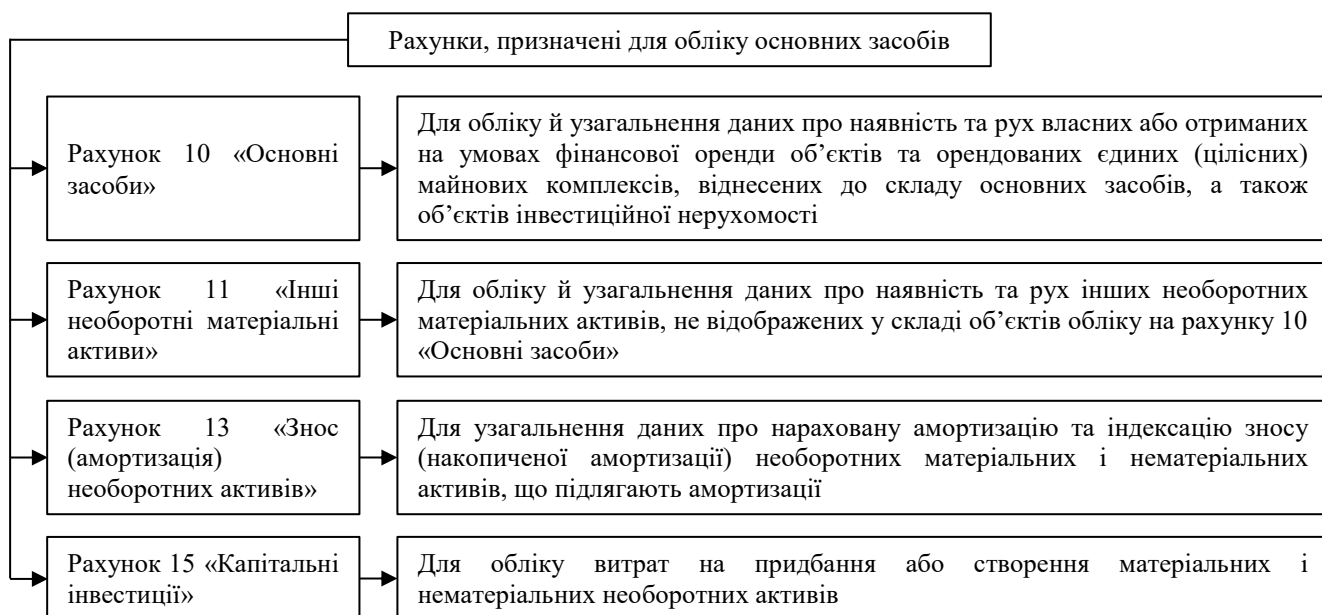 Рахунки, призначені для обліку основних засобів
Рахунок 10 «Основні
засоби»
Для обліку й узагальнення даних про наявність та рух власних або отриманих
на умовах фінансової оренди об’єктів та орендованих єдиних (цілісних)
майнових комплексів, віднесених до складу основних засобів, а також
об’єктів інвестиційної нерухомості
Рахунок 11 «Інші
необоротні матеріальні
активи»
Для обліку й узагальнення даних про наявність та рух інших необоротних
матеріальних активів, не відображених у складі об’єктів обліку на рахунку 10
«Основні засоби»
Рахунок 13 «Знос
(амортизація)
необоротних активів»
Для узагальнення даних про нараховану амортизацію та індексацію зносу
(накопиченої амортизації) необоротних матеріальних і нематеріальних
активів, що підлягають амортизації
Рахунок 15 «Капітальні
інвестиції»
Для обліку витрат на придбання або створення матеріальних і
нематеріальних необоротних активів